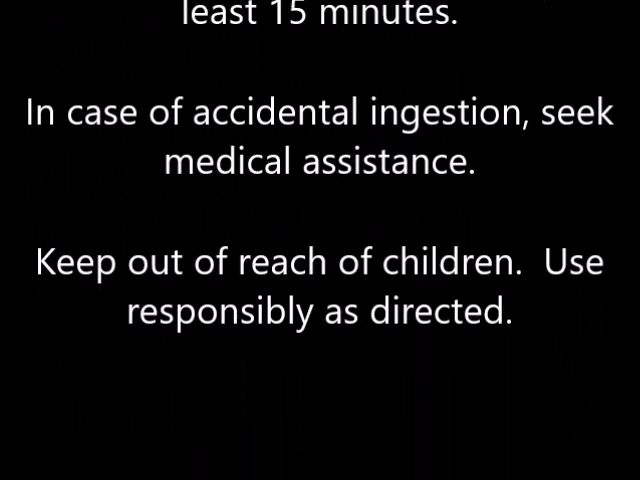 least 15 minutes.
In case of accidental ingestion, seek
medical assistance.
Keep out of reach of children.  Use
responsibly as directed.